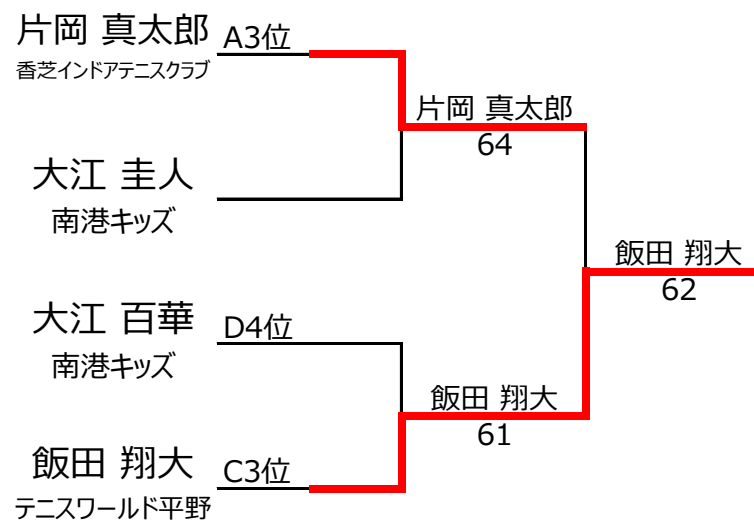 片岡 真太郎
A3位
香芝インドアテニスクラブ
片岡 真太郎
64
大江 圭人
南港キッズ
飯田 翔大
62
大江 百華
D4位
南港キッズ
飯田 翔大
61
飯田 翔大
C3位
テニスワールド平野